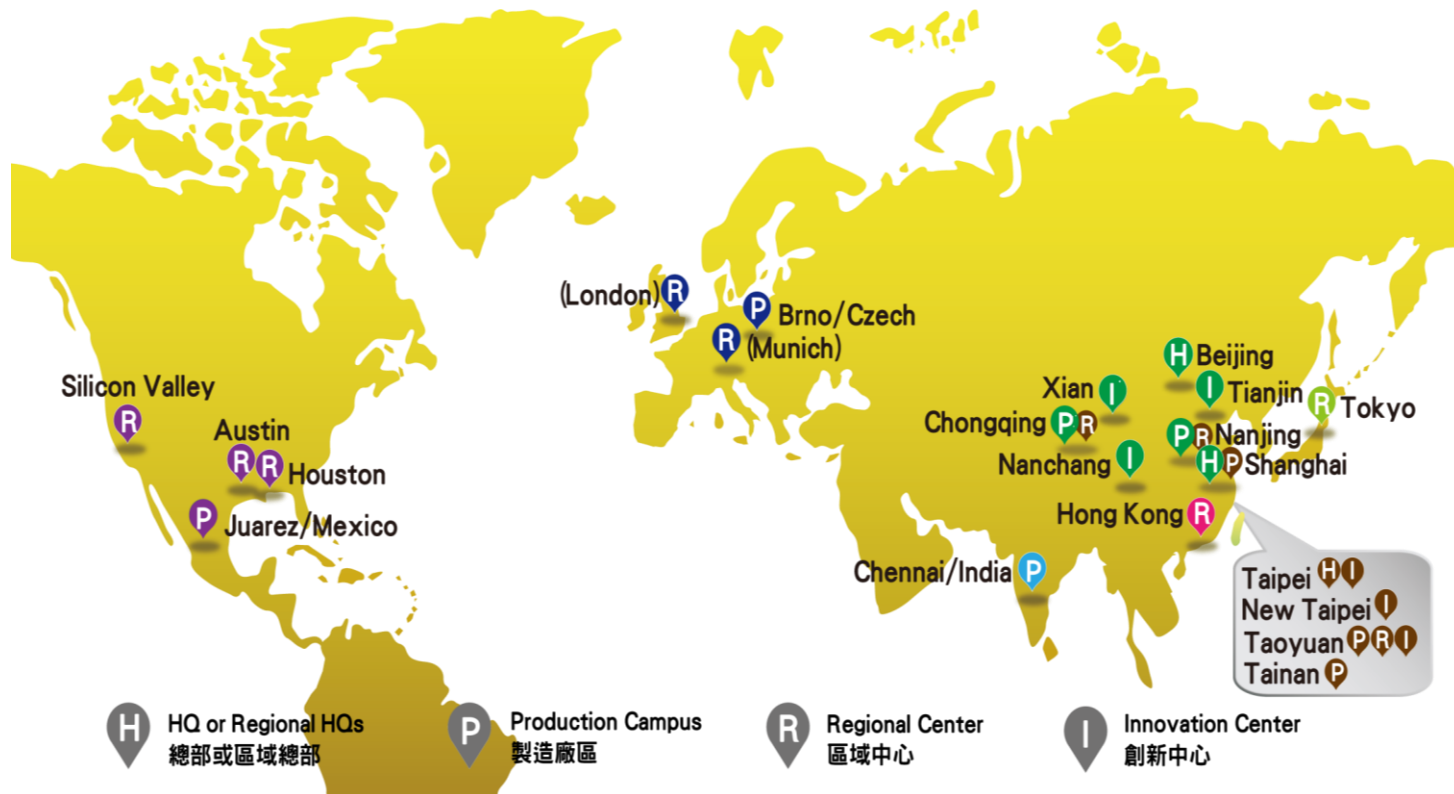 (London) R
P Brno/Czech
R (Munich)
Silicon Valley
R
Austin
R R Houston
P Juarez/Mexico
H Beijing
Xian I
I Tianjin
R Tokyo
Chongqing P R
P R Nanjing
Nanchang I
H P Shanghai
Hong Kong R
Chennai/India P
Taipei H I
New Taipei I
Taoyuan P R I
Tainan P
H HQ or Regional HQs
總部或區域總部
P Production Campus
製造廠區
R Regional Center
區域中心
I Innovation Center
創新中心